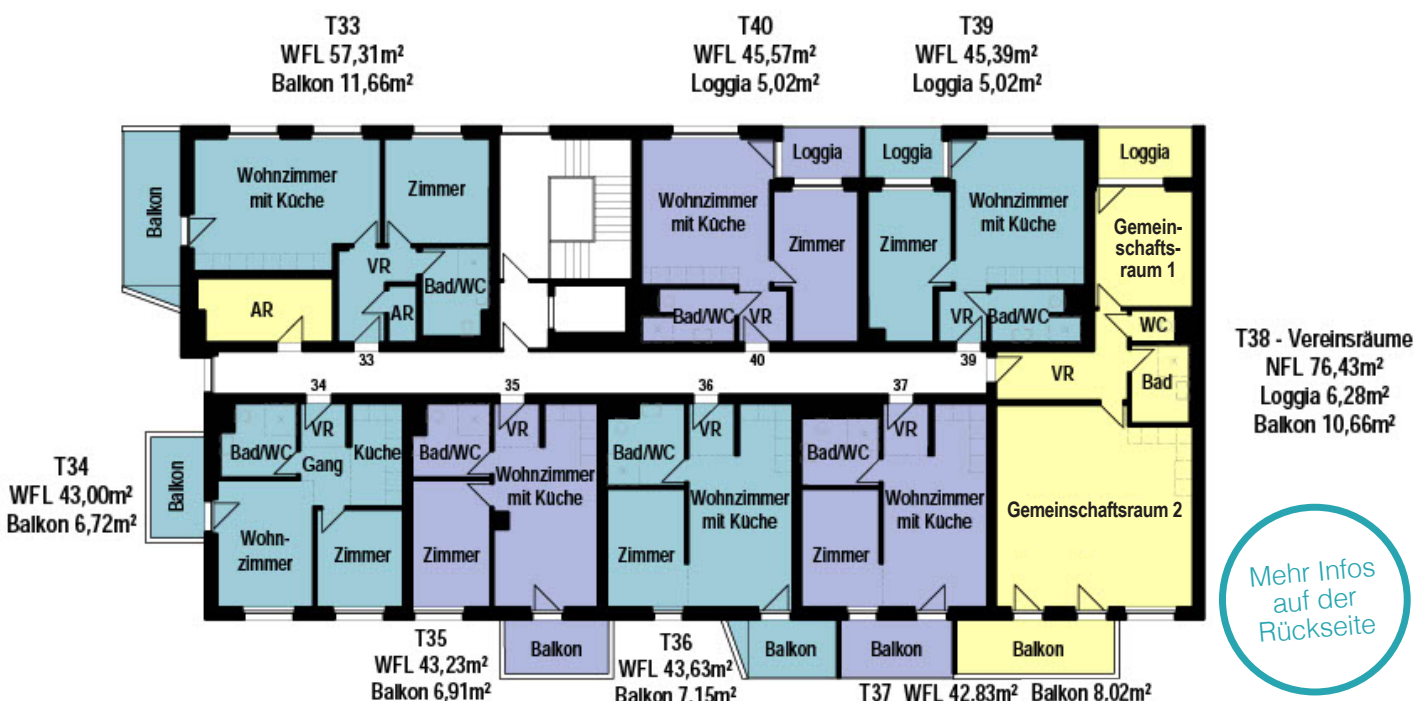 T33
WFL 57,31m²
Balkon 11,66m²
T40
WFL 45,57m²
Loggia 5,02m²
T39
WFL 45,39m²
Loggia 5,02m²
Balkon
Wohnzimmer
mit Küche
Zimmer
VR
AR
AR
Bad/WC
33
Wohnzimmer
mit Küche
Loggia
Zimmer
Bad/WC
VR
40
Loggia
Zimmer
Wohnzimmer
mit Küche
VR
Bad/WC
39
Loggia
Gemein-
schafts-
raum 1
WC
VR
Bad
Gemeinschaftsraum 2
Balkon
T38 - Vereinsräume
NFL 76,43m²
Loggia 6,28m²
Balkon 10,66m²
34
Bad/WC
VR
Gang
Küche
Balkon
Wohn-
zimmer
Zimmer
T34
WFL 43,00m²
Balkon 6,72m²
35
Bad/WC
VR
Wohnzimmer
mit Küche
Zimmer
Balkon
T35
WFL 43,23m²
Balkon 6,91m²
36
Bad/WC
VR
Wohnzimmer
mit Küche
Zimmer
Balkon
T36
WFL 43,63m²
Balkon 7,15m²
37
Bad/WC
VR
Wohnzimmer
mit Küche
Zimmer
Balkon
T37 WFL 42,83m² Balkon 8,02m²
Mehr Infos
auf der
Rückseite